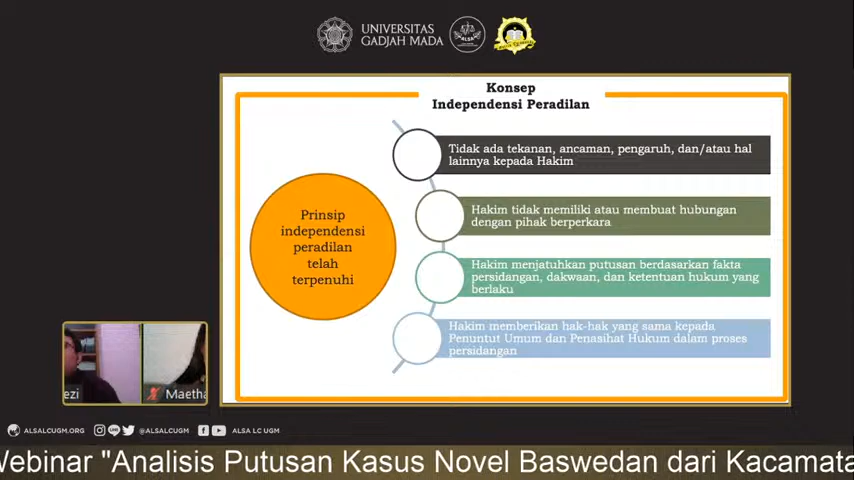 UNIVERSITAS
GADJAH MADA
ALSA
Konsep
Independensi Peradilan
Tidak ada tekanan, ancaman, pengaruh, dan/atau hal
lainnya kepada Hakim
Prinsip
independensi
peradilan
telah
terpenuhi
Hakim tidak memiliki atau membuat hubungan
dengan pihak berperkara
Hakim menjatuhkan putusan berdasarkan fakta
persidangan, dakwaan, dan ketentuan hukum yang
berlaku
Hakim memberikan hak-hak yang sama kepada
Penuntut Umum dan Penasihat Hukum dalam proses
persidangan
ezi
Maetha
ALSALCUGM.ORG
@ALSALCUGM
ALSA LC UGM
Webinar "Analisis Putusan Kasus Novel Baswedan dari Kacamata